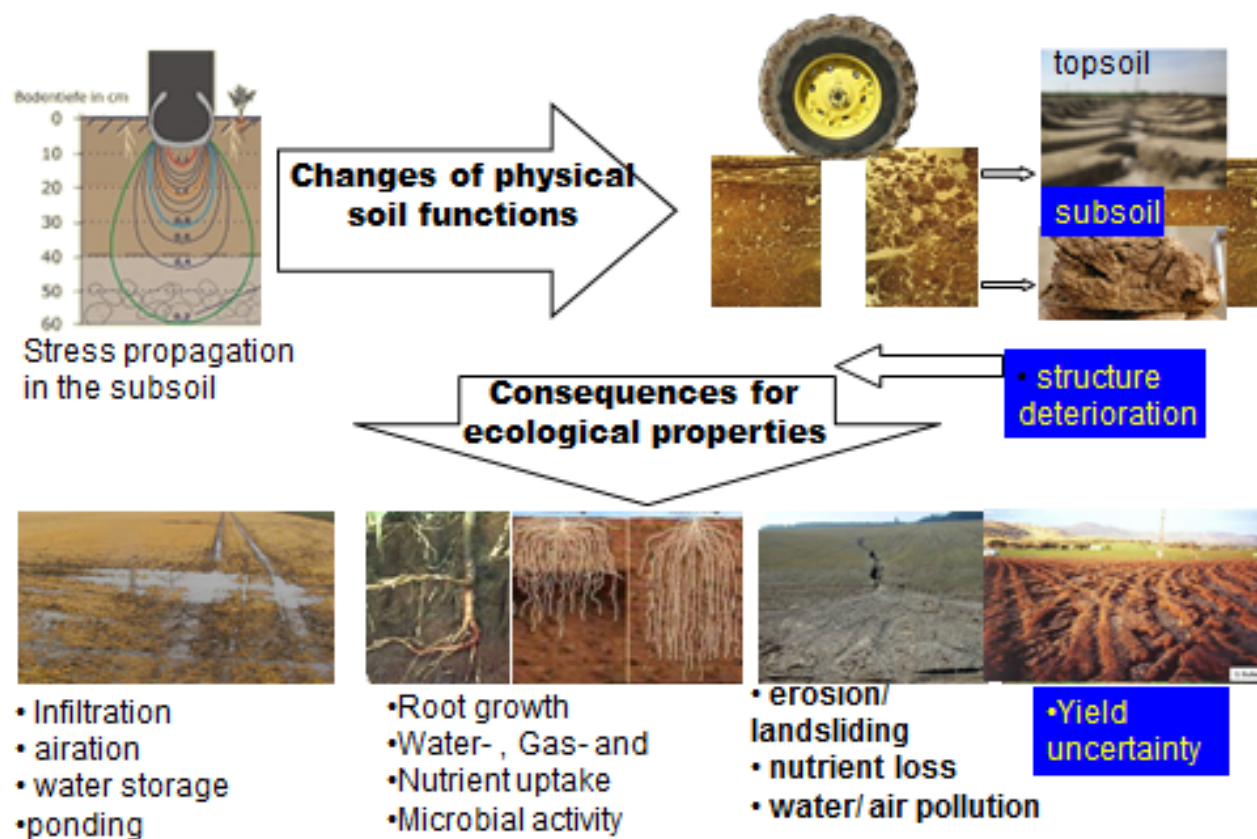 Bodentiefe in cm
0
10
20
30
40
50
60
Stress propagation
in the subsoil
Changes of physical
soil functions
topsoil
subsoil
• structure
deterioration
Consequences for
ecological properties
• Infiltration
• airation
• water storage
•ponding
•Root growth
•Water- , Gas- and
•Nutrient uptake
•Microbial activity
• erosion/
landsliding
• nutrient loss
• water/ air pollution
•Yield
uncertainty